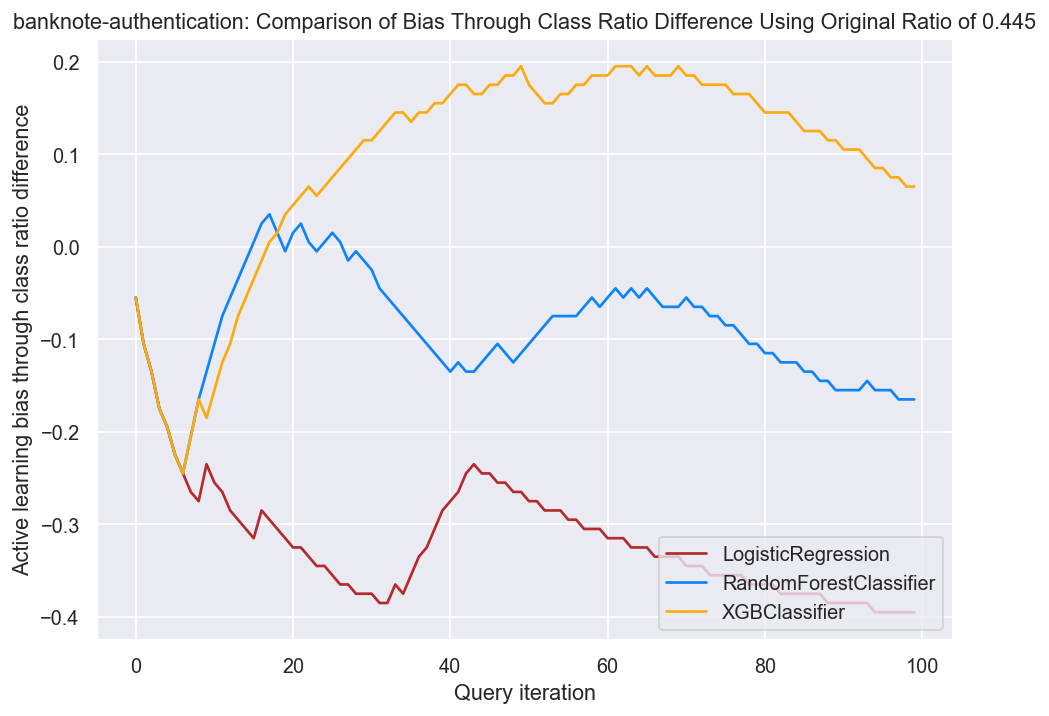 banknote-authentication: Comparison of Bias Through Class Ratio Difference Using Original Ratio of 0.445
Active learning bias through class ratio difference
0.2
0.1
0.0
−0.1
−0.2
−0.3
−0.4
LogisticRegression
RandomForestClassifier
XGBClassifier
0 20 40 60 80 100
Query iteration